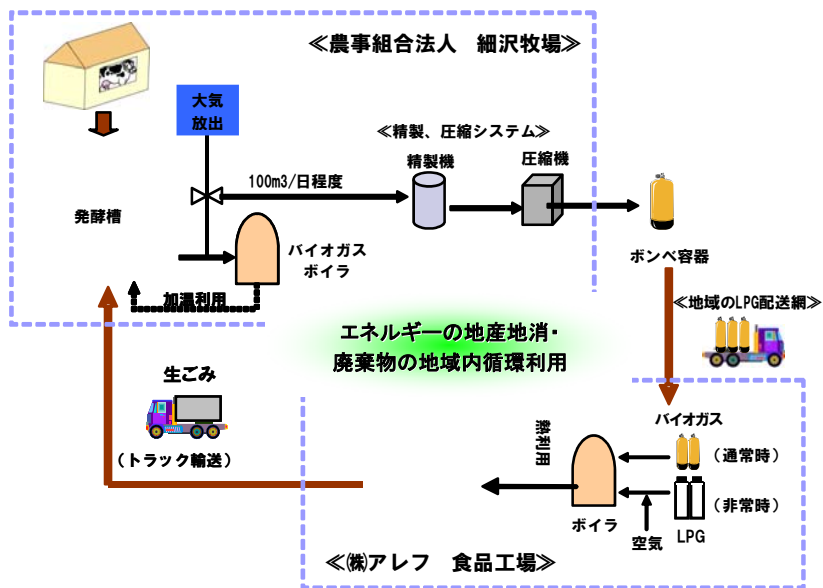 ≪農事組合法人　細沢牧場≫
大気
放出
≪精製、圧縮システム≫
精製機
圧縮機
100m3/日程度
発酵槽
バイオガス
ボイラ
加温利用
ボンベ容器
≪地域のLPG配送網≫
エネルギーの地産地消・
廃棄物の地域内循環利用
生ごみ
（トラック輸送）
バイオガス
熱利用
（通常時）
（非常時）
ボイラ
空気
LPG
≪㈱アレフ　食品工場≫